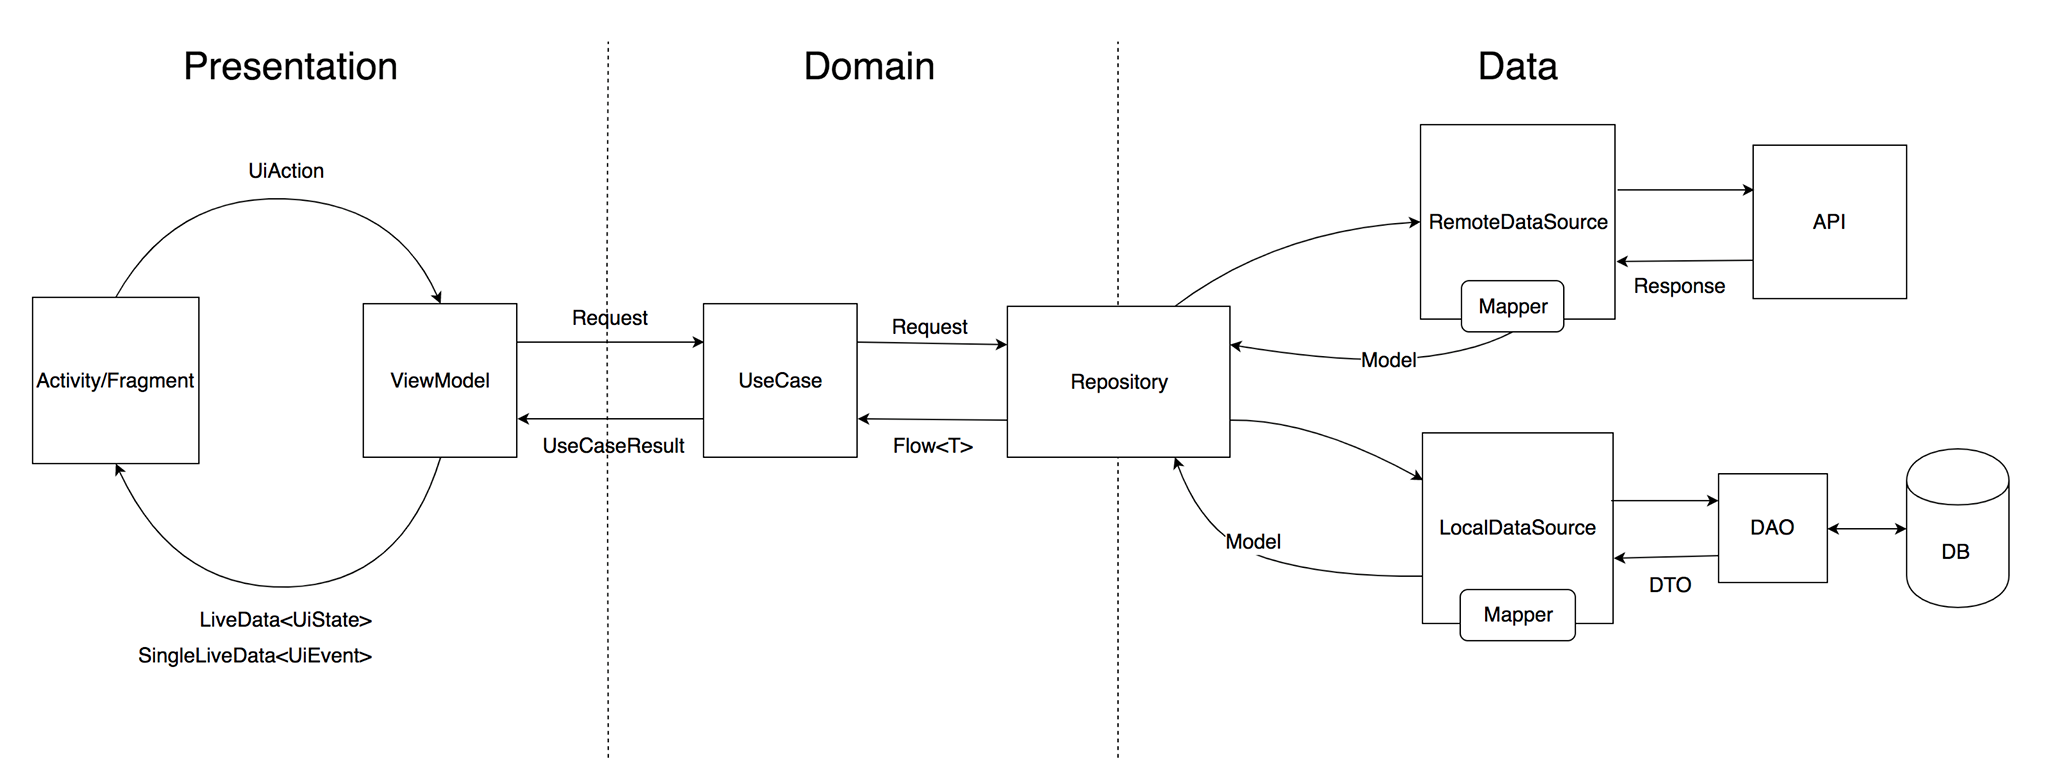 Presentation
Domain
Data
UiAction
Activity/Fragment
ViewModel
LiveData<UiState>
SingleLiveData<UiEvent>
Request
UseCaseResult
UseCase
Request
Flow<T>
Repository
RemoteDataSource
Mapper
Model
API
Response
LocalDataSource
Mapper
Model
DAO
DTO
DB